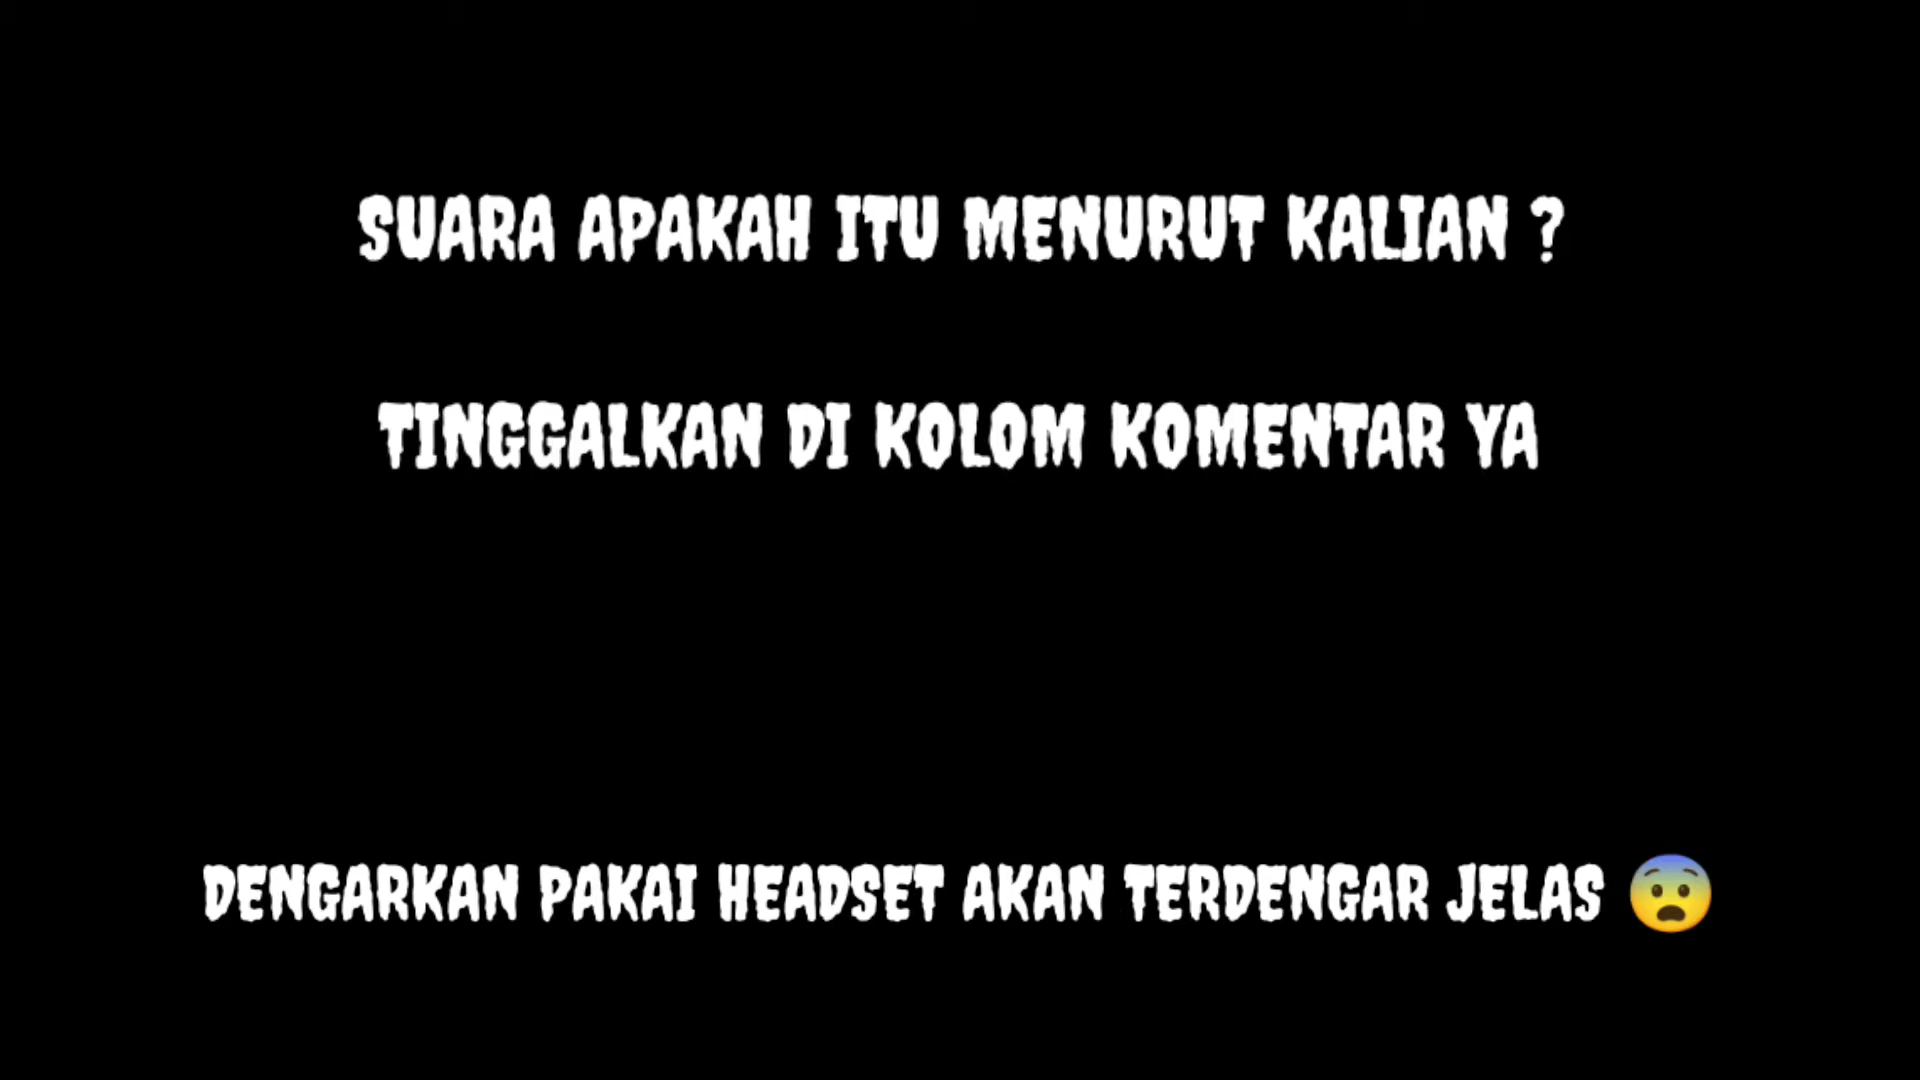 SUARA APAKAH ITU MENURUT KALIAN ?
TINGGALKAN DI KOLOM KOMENTAR YA
DENGARKAN PAKAI HEADSET AKAN TERDENGAR JELAS 😨